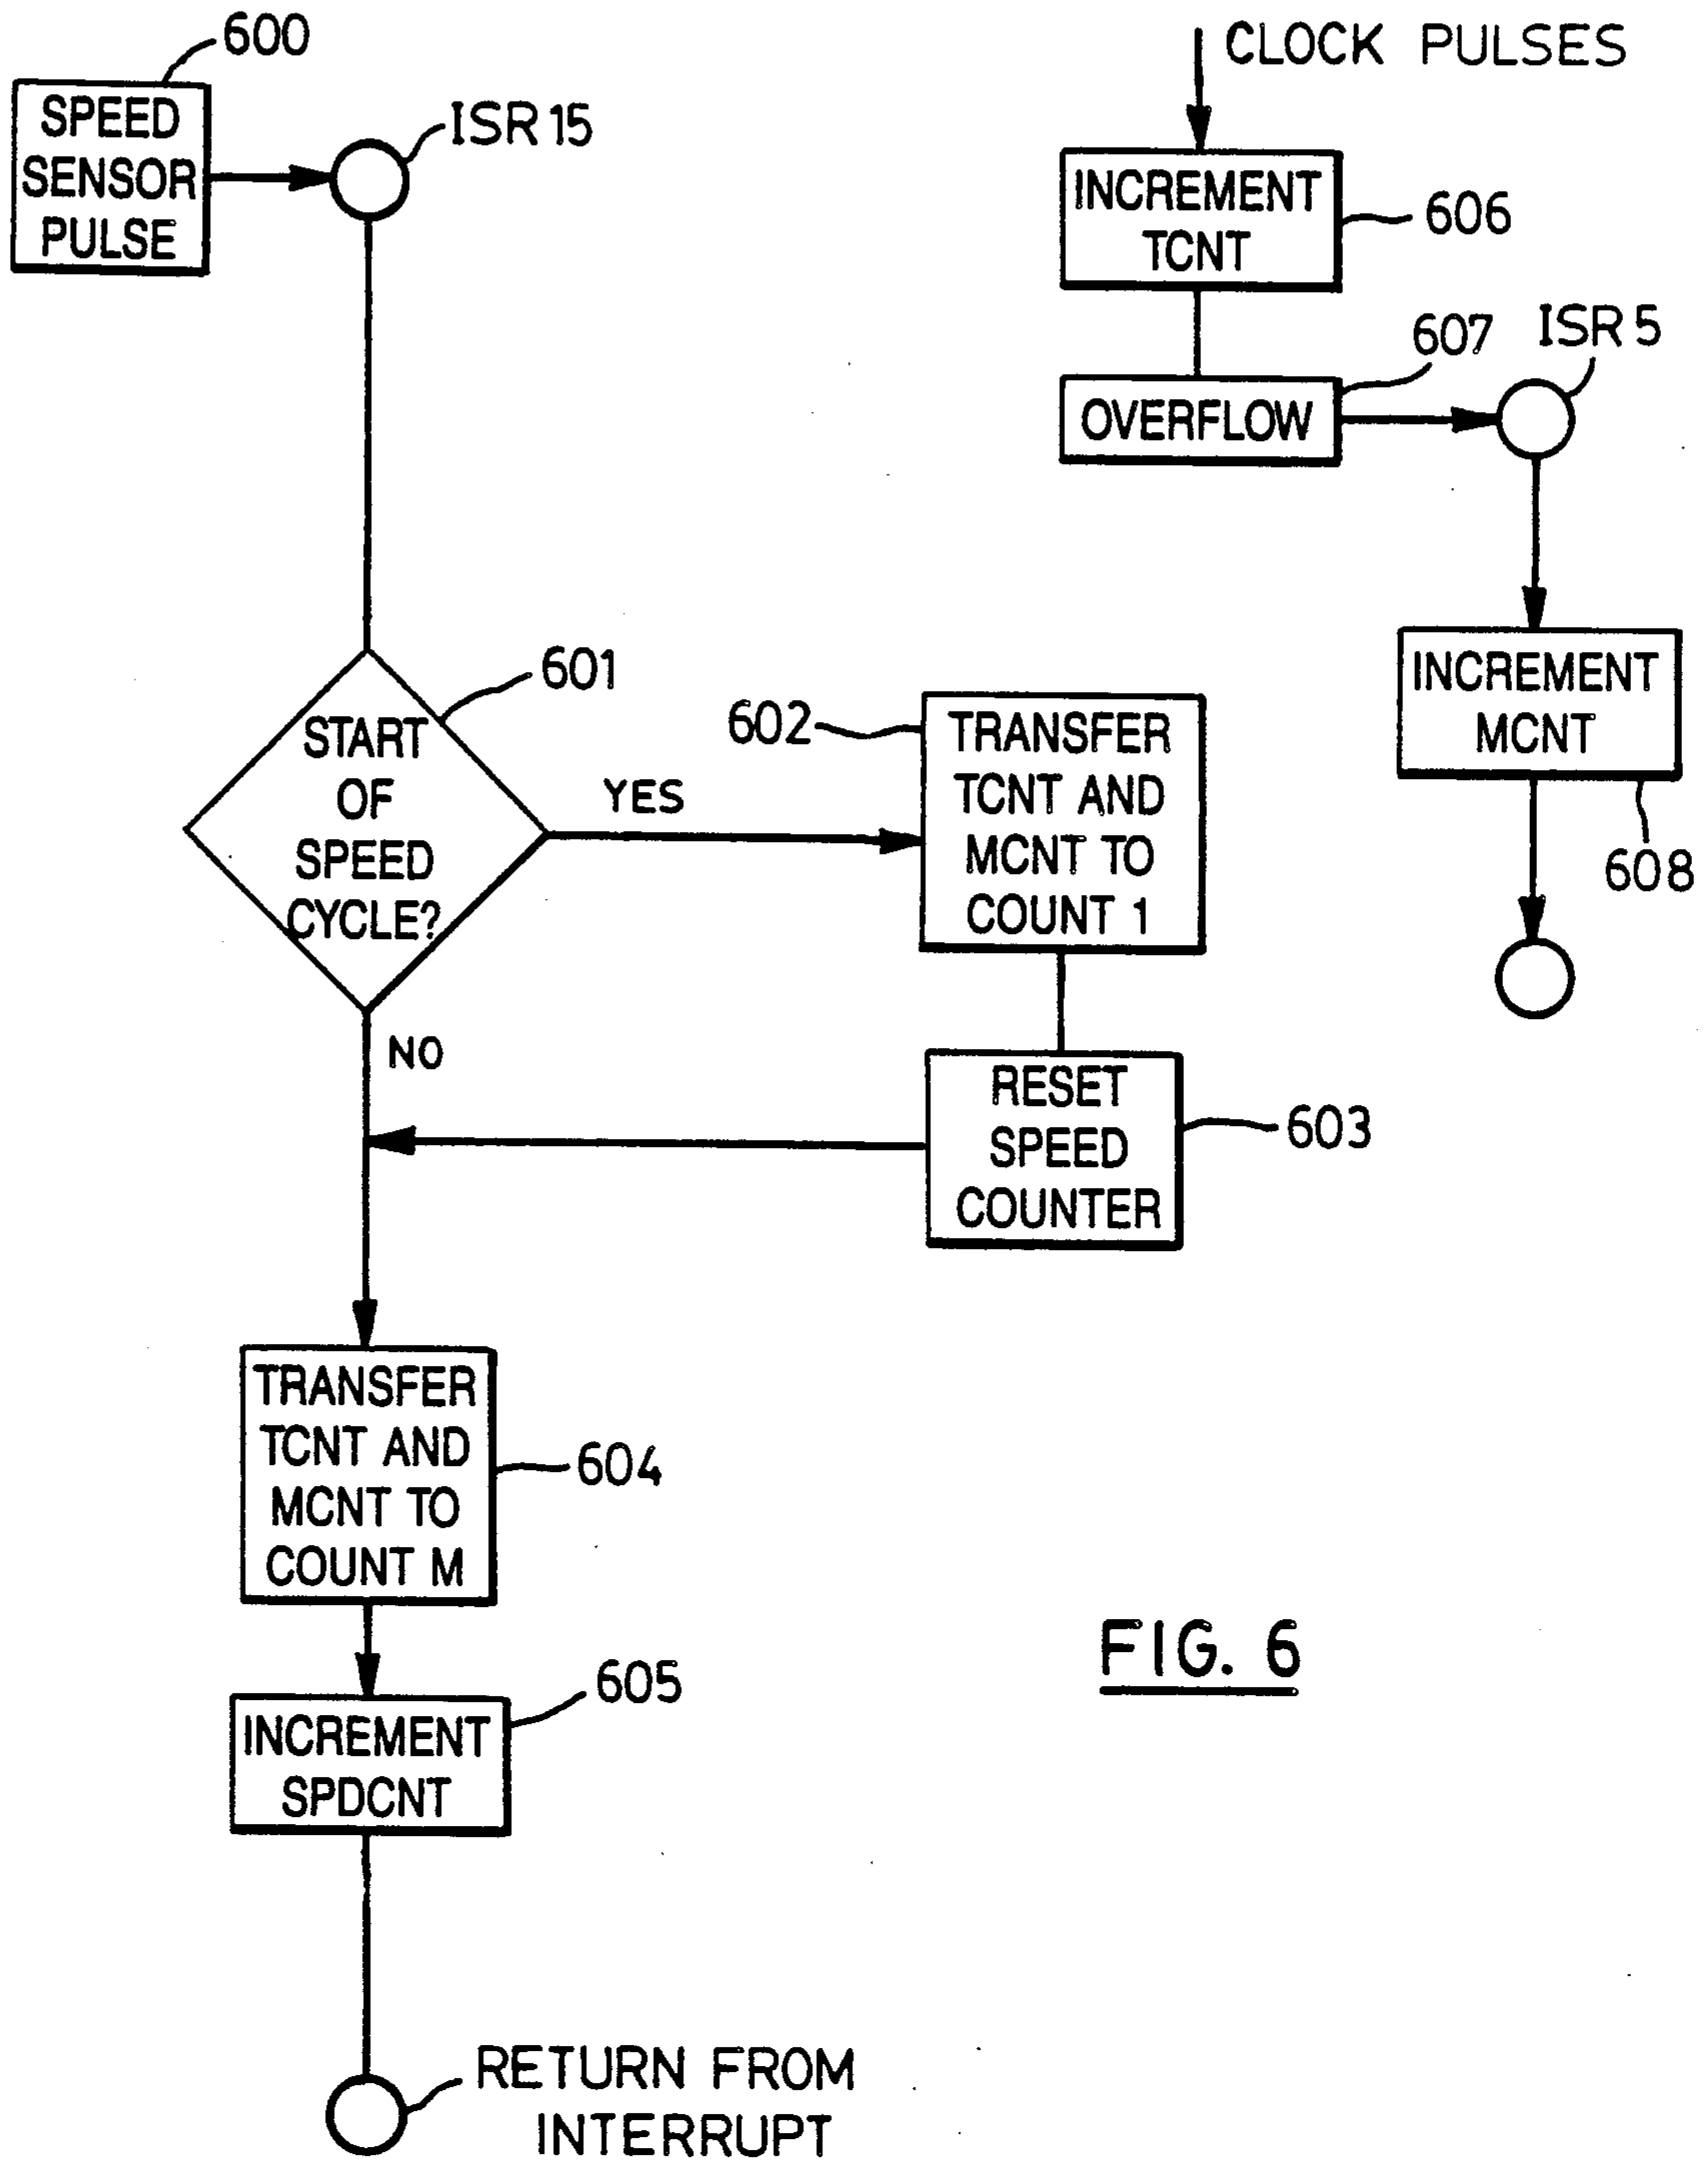 600
SPEED
SENSOR
PULSE
ISR 15
CLOCK PULSES
INCREMENT
TCNT
606
OVERFLOW
607
ISR 5
INCREMENT
MCNT
608
START
OF
SPEED
CYCLE?
601
YES
NO
602
TRANSFER
TCNT AND
MCNT TO
COUNT 1
RESET
SPEED
COUNTER
603
TRANSFER
TCNT AND
MCNT TO
COUNT M
604
INCREMENT
SPDCNT
605
RETURN FROM
INTERRUPT
FIG. 6